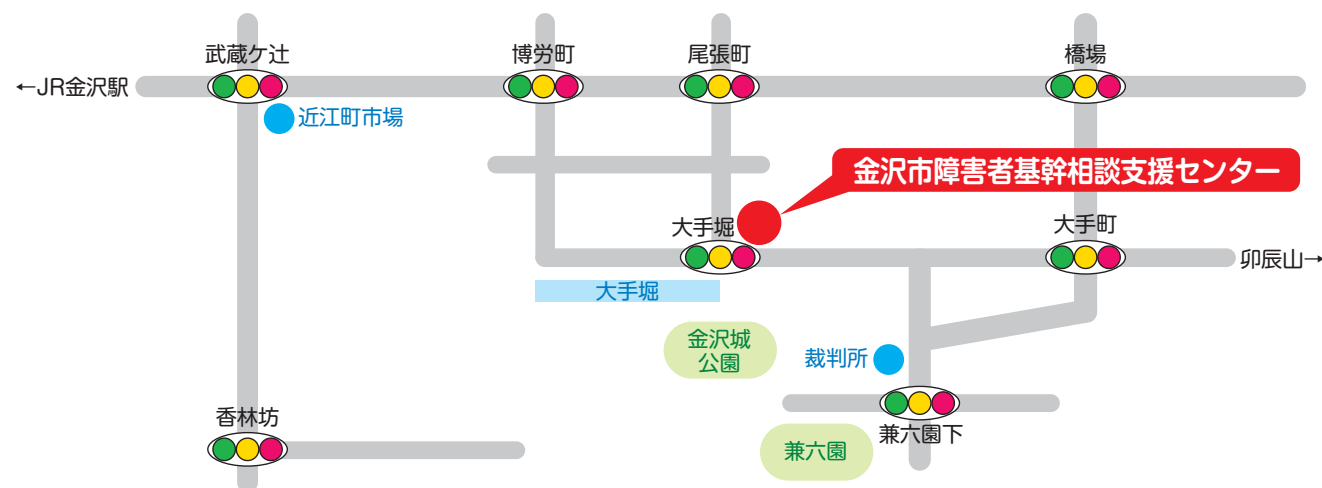 武蔵ケ辻
博労町
尾張町
橋場
←JR金沢駅
近江町市場
金沢市障害者基幹相談支援センター
大手堀
大手町
卯辰山→
大手堀
金沢城
公園
裁判所
香林坊
兼六園下
兼六園